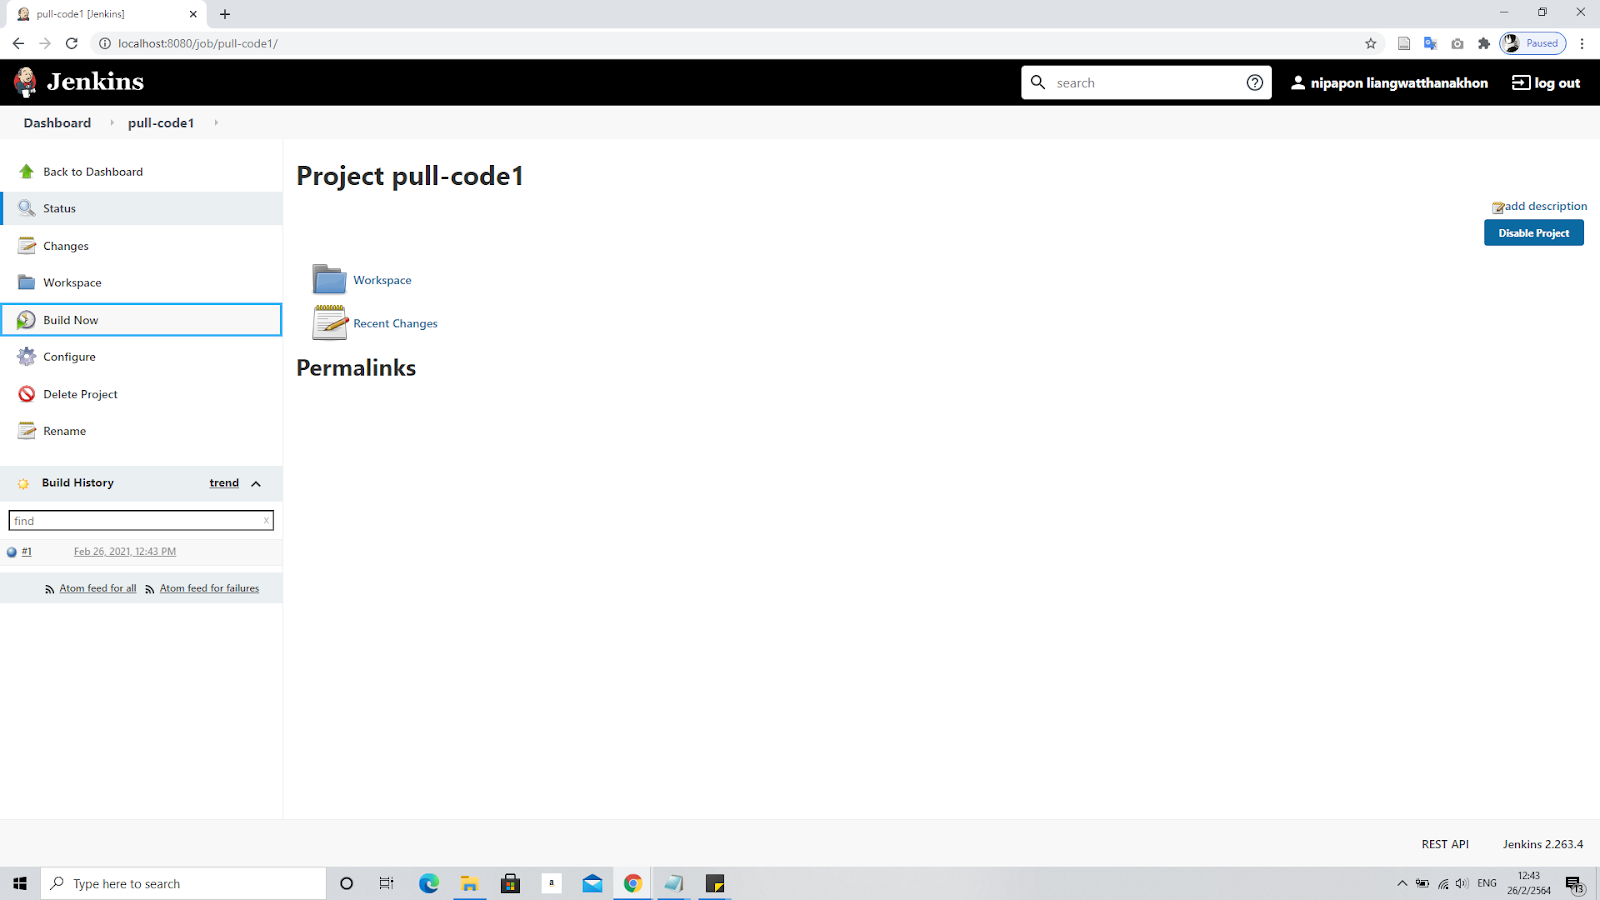 pull-code1 [Jenkins]
localhost:8080/job/pull-code1/
Paused
Jenkins
search
nipapon liangwatthanakhon
log out
Dashboard
pull-code1
Back to Dashboard
Status
Changes
Workspace
Build Now
Configure
Delete Project
Rename
Build History
trend
find
x
#1
Feb 26, 2021, 12:43 PM
Atom feed for all
Atom feed for failures
Project pull-code1
add description
Disable Project
Workspace
Recent Changes
Permalinks
REST API
Jenkins 2.263.4
Type here to search
a
ENG
12:43
26/2/2564
13